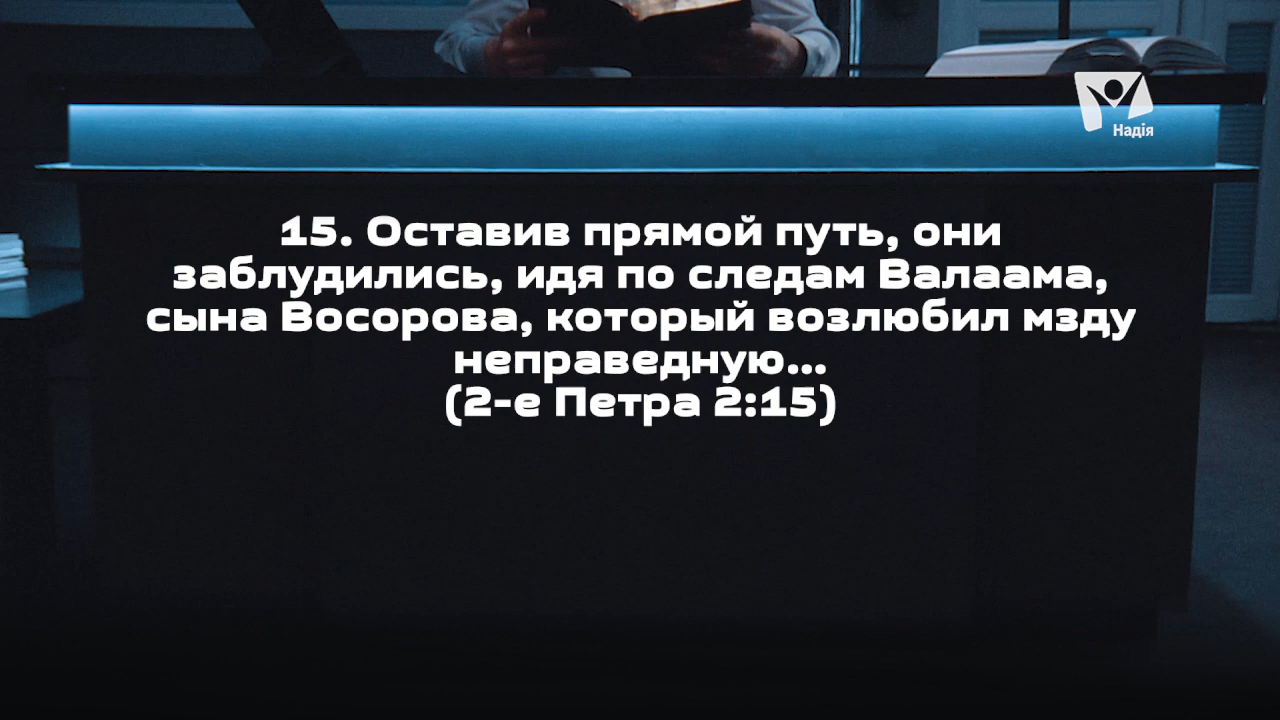 Надія
15. Оставив прямой путь, они
заблудились, идя по следам Валаама,
сына Восорова, который возлюбил мзду
неправедную...
(2-е Петра 2:15)